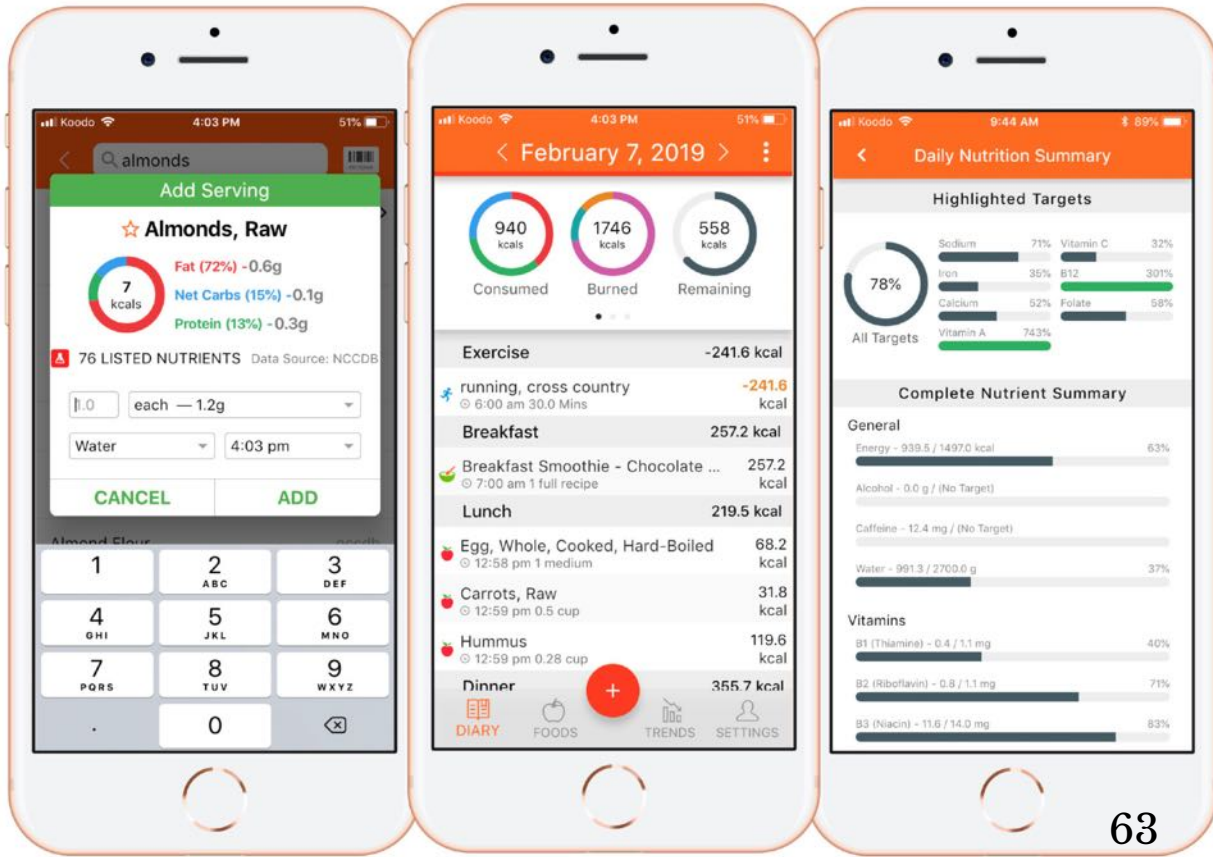 Koodo 4:03 PM 51%
almonds
Add Serving
Almonds, Raw
7
kcals
Fat (72%) - 0.6g
Net Carbs (15%) - 0.1g
Protein (13%) - 0.3g
76 LISTED NUTRIENTS Data Source: NCCDB
1.0 each — 1.2g
Water 4:03 pm
CANCEL ADD
Almond Flour nccdb
1 2 3
ABC DEF
4 5 6
GHI JKL MNO
7 8 9
PQRS TUV WXYZ
. 0
Koodo 4:03 PM 51%
< February 7, 2019 >
940 1746 558
kcals kcals kcals
Consumed Burned Remaining
Exercise -241.6 kcal
running, cross country -241.6
6:00 am 30.0 Mins kcal
Breakfast 257.2 kcal
Breakfast Smoothie - Chocolate ... 257.2
7:00 am 1 full recipe kcal
Lunch 219.5 kcal
Egg, Whole, Cooked, Hard-Boiled 68.2
12:58 pm 1 medium kcal
Carrots, Raw 31.8
12:59 pm 0.5 cup kcal
Hummus 119.6
12:59 pm 0.28 cup kcal
Dinner 355.7 kcal
+
DIARY FOODS TRENDS SETTINGS
Koodo 9:44 AM 89%
< Daily Nutrition Summary
Highlighted Targets
78%
All Targets
Sodium 71% Vitamin C 32%
Iron 35% B12 301%
Calcium 52% Folate 58%
Vitamin A 743%
Complete Nutrient Summary
General
Energy - 939.5 / 1497.0 kcal 63%
Alcohol - 0.0 g / (No Target)
Caffeine - 12.4 mg / (No Target)
Water - 991.3 / 2700.0 g 37%
Vitamins
B1 (Thiamine) - 0.4 / 1.1 mg 40%
B2 (Riboflavin) - 0.8 / 1.1 mg 71%
B3 (Niacin) - 11.6 / 14.0 mg 83%
63